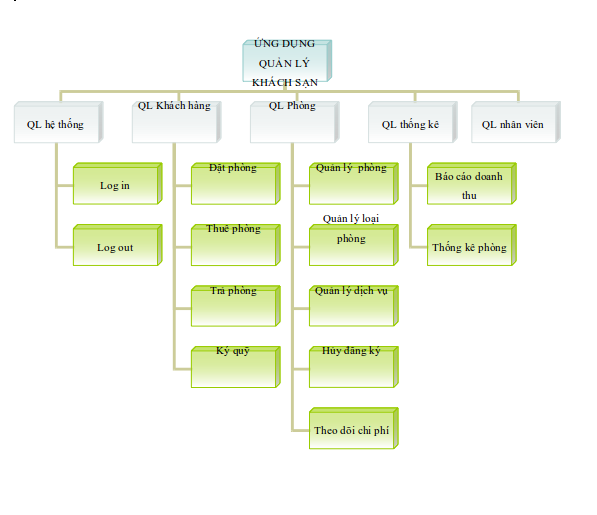 ỨNG DỤNG
QUẢN LÝ
KHÁCH SẠN
QL hệ thống
QL Khách hàng
QL Phòng
QL thống kê
QL nhân viên
Log in
Log out
Đặt phòng
Thuê phòng
Trả phòng
Ký quỹ
Quản lý phòng
Quản lý loại
phòng
Quản lý dịch vụ
Hủy đăng ký
Theo dõi chi phí
Báo cáo doanh
thu
Thống kê phòng